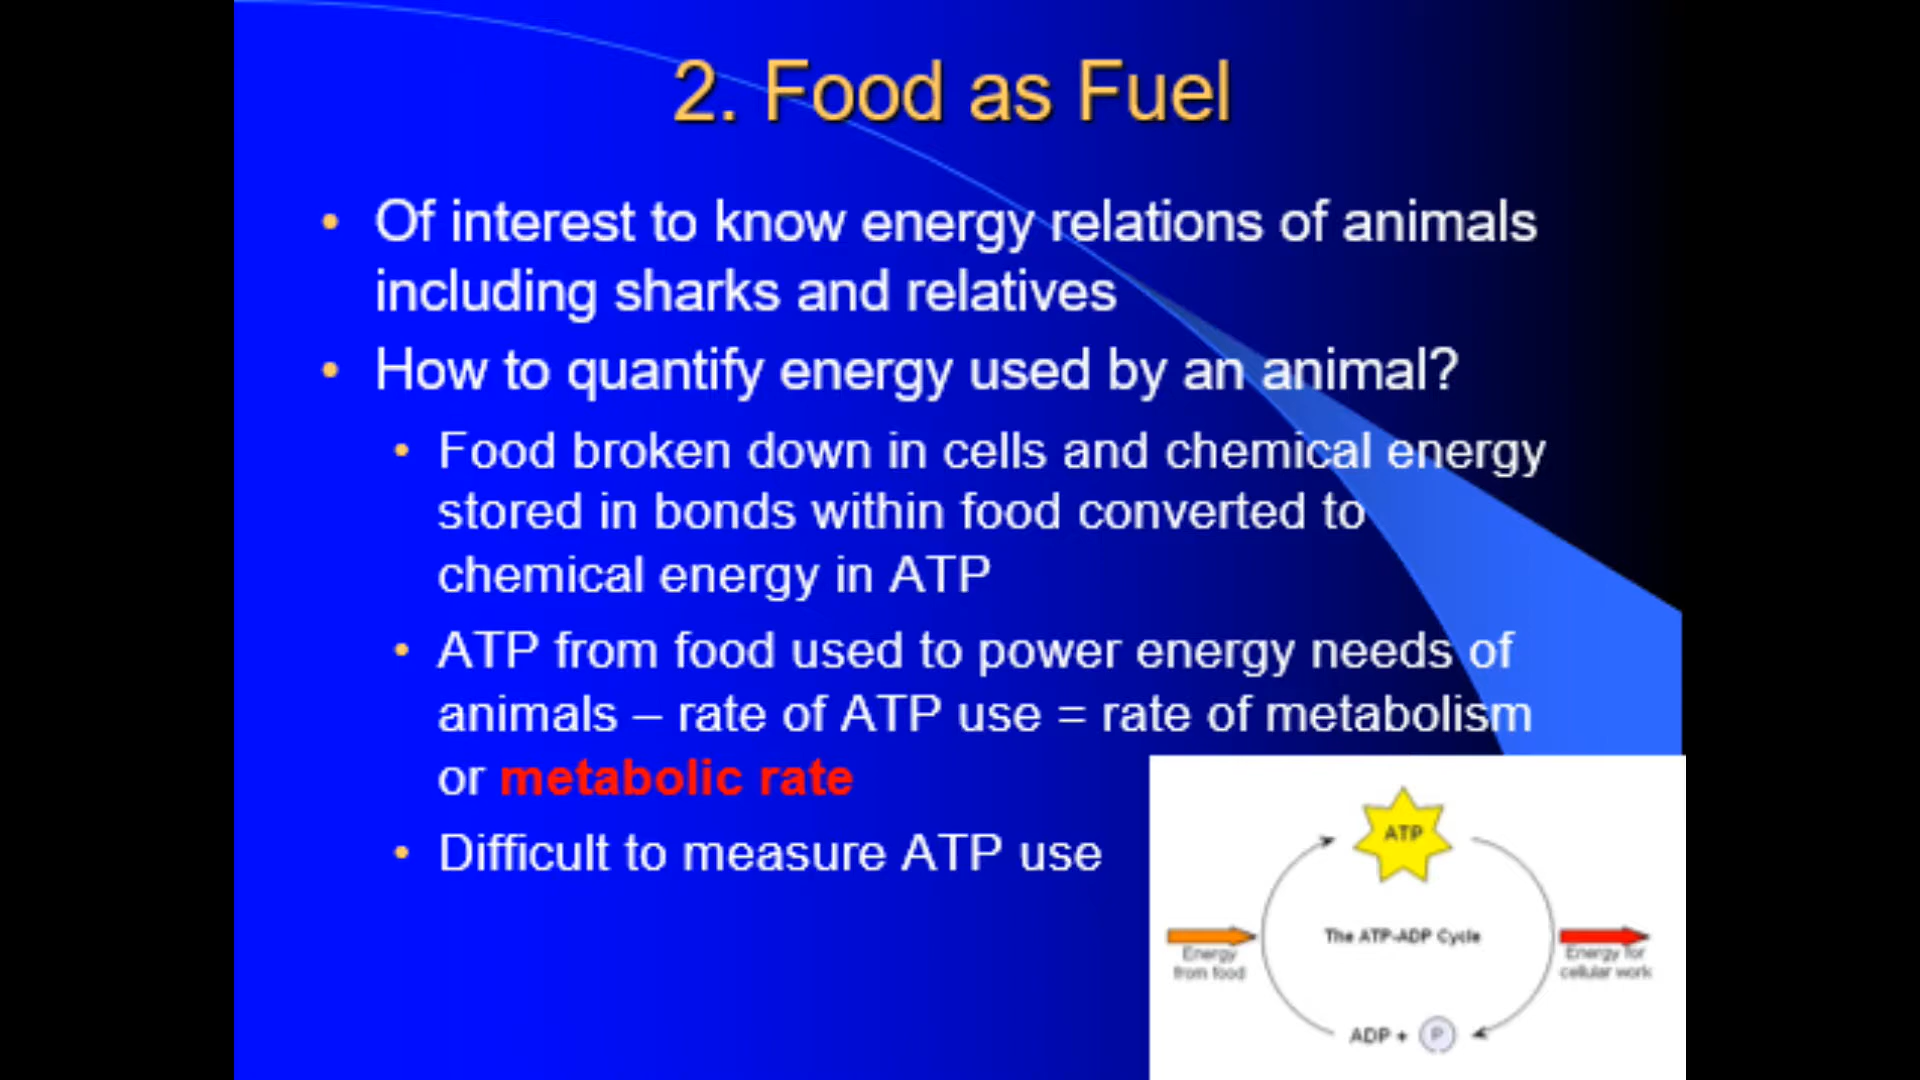 2. Food as Fuel
• Of interest to know energy relations of animals
including sharks and relatives
• How to quantify energy used by an animal?
• Food broken down in cells and chemical energy
stored in bonds within food converted to
chemical energy in ATP
• ATP from food used to power energy needs of
animals – rate of ATP use = rate of metabolism
or metabolic rate
• Difficult to measure ATP use
ATP
The ATP-ADP Cycle
Energy
from food
Energy for
cellular work
ADP + P